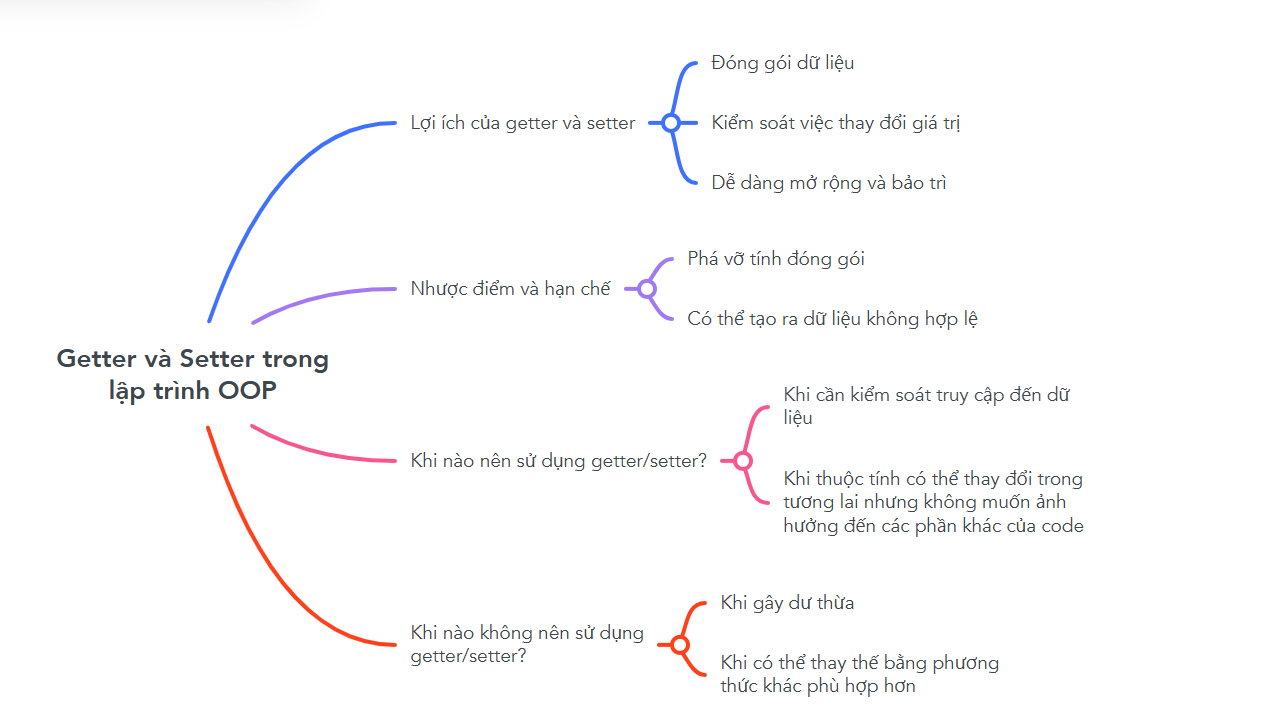 Getter và Setter trong
lập trình OOP
Lợi ích của getter và setter
Đóng gói dữ liệu
Kiểm soát việc thay đổi giá trị
Dễ dàng mở rộng và bảo trì
Nhược điểm và hạn chế
Phá vỡ tính đóng gói
Có thể tạo ra dữ liệu không hợp lệ
Khi nào nên sử dụng getter/setter?
Khi cần kiểm soát truy cập đến dữ
liệu
Khi thuộc tính có thể thay đổi trong
tương lai nhưng không muốn ảnh
hưởng đến các phần khác của code
Khi nào không nên sử dụng
getter/setter?
Khi gây dư thừa
Khi có thể thay thế bằng phương
thức khác phù hợp hơn